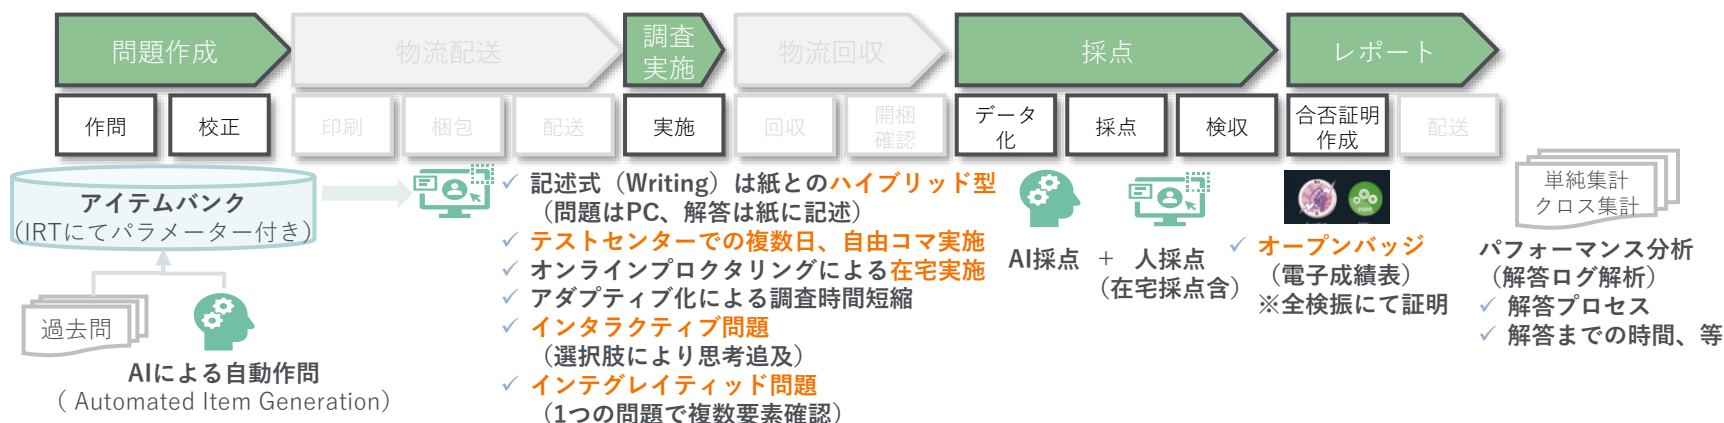 問題作成
物流配送
調査
実施
物流回収
採点
レポート
作問
校正
印刷
梱包
配送
実施
回収
開梱
確認
データ
化
採点
検収
合否証明
作成
配送
アイテムバンク
(IRTにてパラメーター付き)
過去問
AIによる自動作問
（ Automated Item Generation）
✓ 記述式（Writing）は紙とのハイブリッド型
（問題はPC、解答は紙に記述）
✓ テストセンターでの複数日、自由コマ実施
✓ オンラインプロクタリングによる在宅実施
✓ アダプティブ化による調査時間短縮
✓ インタラクティブ問題
（選択肢により思考追及）
✓ インテグレイティッド問題
（1つの問題で複数要素確認）
AI採点 ＋ 人採点
（在宅採点含）
✓ オープンバッジ
（電子成績表）
※全検振にて証明
単純集計
クロス集計
パフォーマンス分析
（解答ログ解析）
✓ 解答プロセス
✓ 解答までの時間、等